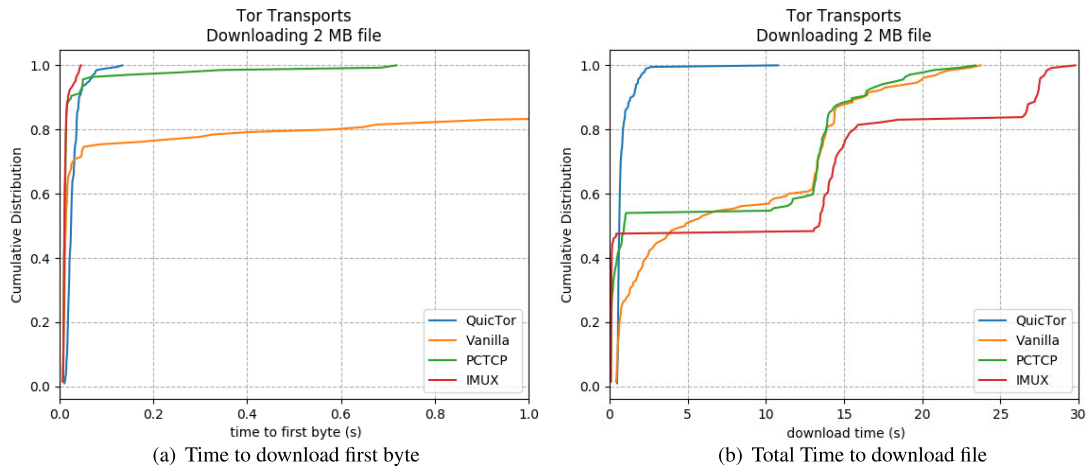 Tor Transports
Downloading 2 MB file
Cumulative Distribution
1.0
0.8
0.6
0.4
0.2
0.0
QuicTor
Vanilla
PCTCP
IMUX
0.0 0.2 0.4 0.6 0.8 1.0
time to first byte (s)
(a) Time to download first byte
Tor Transports
Downloading 2 MB file
Cumulative Distribution
1.0
0.8
0.6
0.4
0.2
0.0
QuicTor
Vanilla
PCTCP
IMUX
0 5 10 15 20 25 30
download time (s)
(b) Total Time to download file